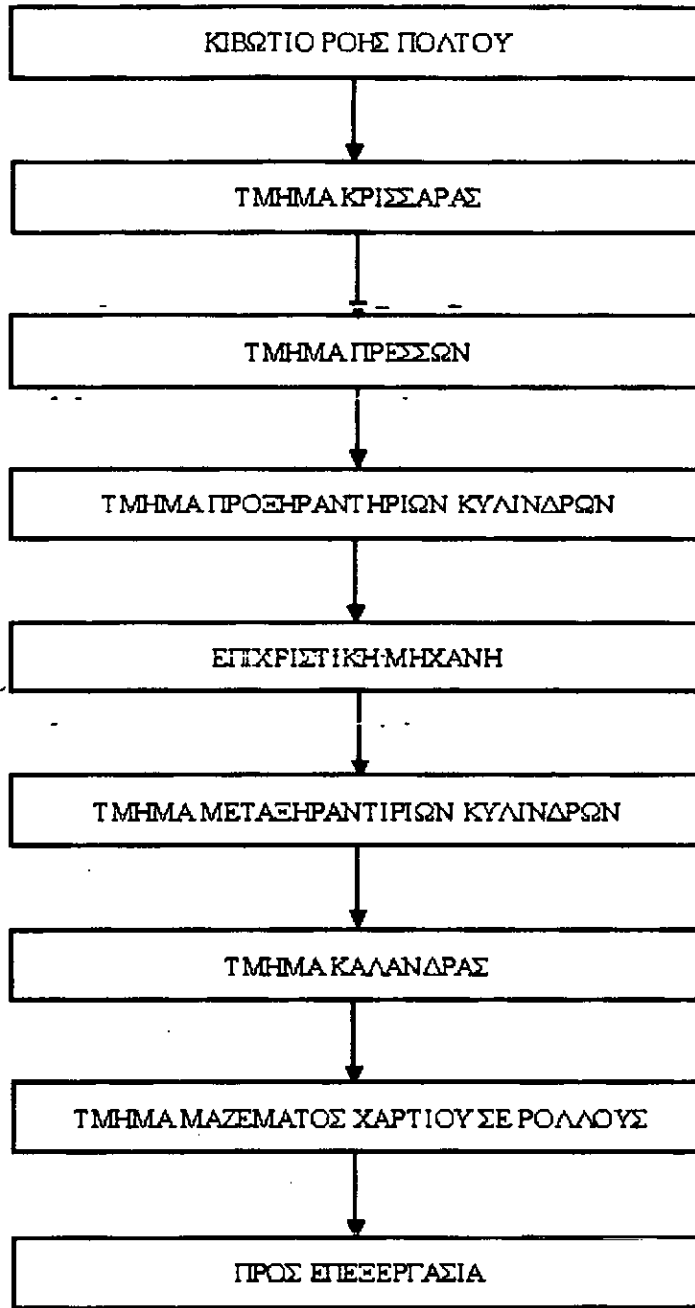 ΚΙΒΩΤΙΟ ΡΟΗΣ ΠΟΛΤΟΥ
ΤΜΗΜΑ ΚΡΙΣΣΑΡΑΣ
ΤΜΗΜΑ ΠΡΕΣΣΩΝ
ΤΜΗΜΑ ΠΡΟΞΗΡΑΝΤΗΡΙΩΝ ΚΥΛΙΝΔΡΩΝ
ΕΠΙΧΡΙΣΤΙΚΗ ΜΗΧΑΝΗ
ΤΜΗΜΑ ΜΕΤΑΞΗΡΑΝΤΙΡΙΩΝ ΚΥΛΙΝΔΡΩΝ
ΤΜΗΜΑ ΚΑΛΑΝΔΡΑΣ
ΤΜΗΜΑ ΜΑΖΕΜΑΤΟΣ ΧΑΡΤΙΟΥ ΣΕ ΡΟΛΛΟΥΣ
ΠΡΟΣ ΕΠΕΞΕΡΓΑΣΙΑ